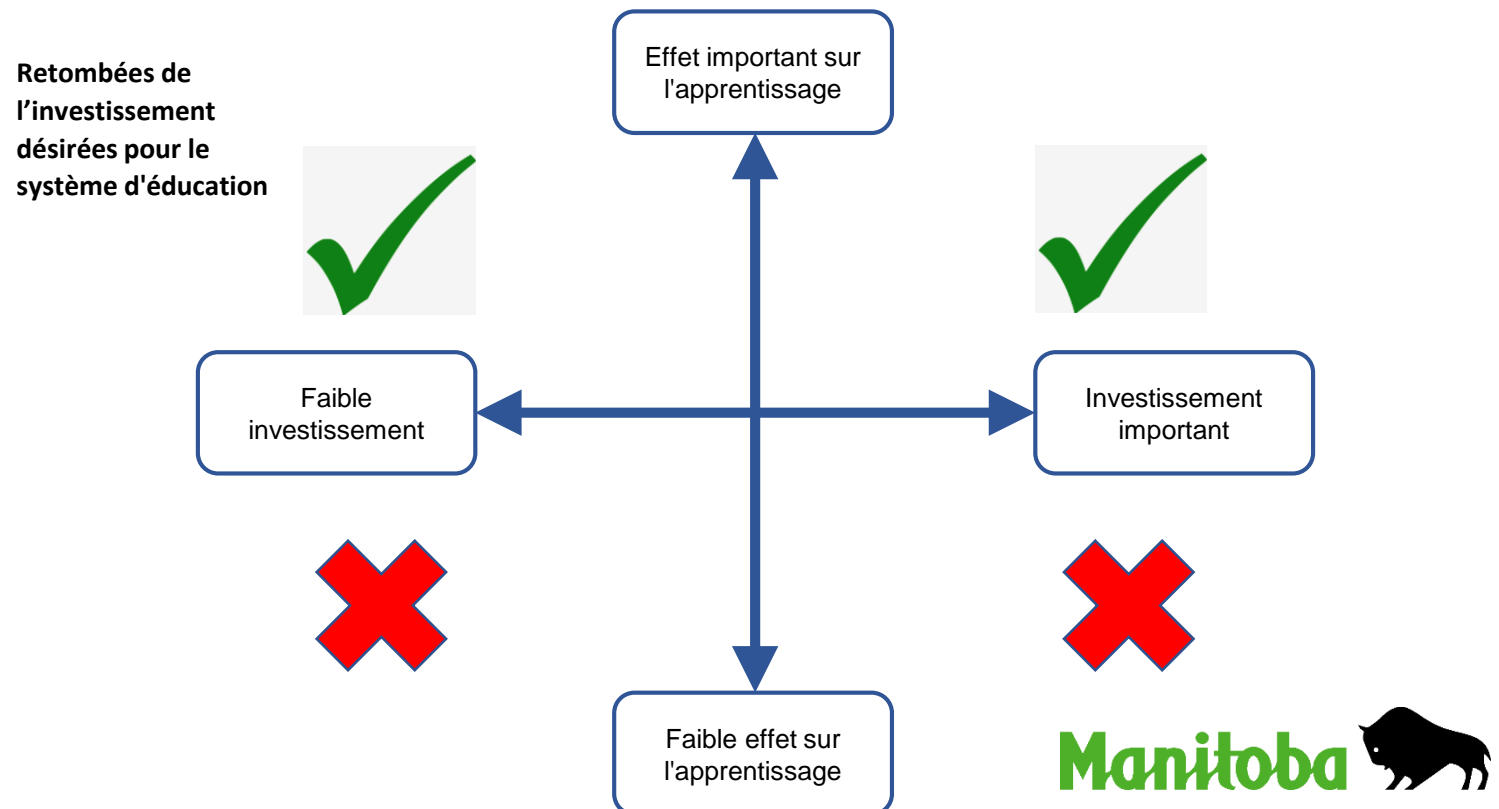 Retombées de
l’investissement
désirées pour le
système d'éducation
Effet important sur
l'apprentissage
Faible
investissement
Investissement
important
Faible effet sur
l'apprentissage
Manitoba